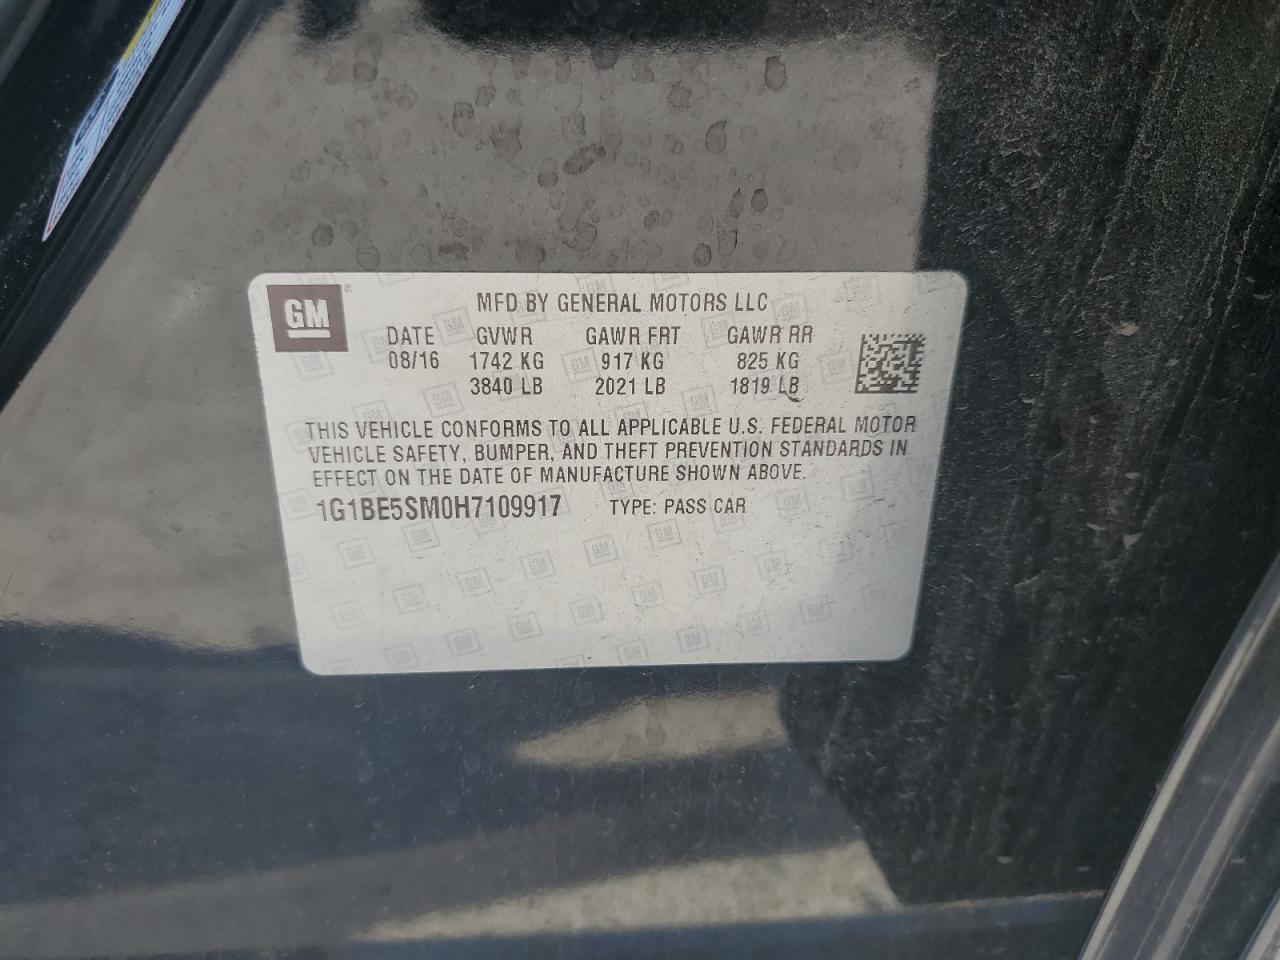 GM
MFD BY GENERAL MOTORS LLC
DATE GVWR GAWR FRT GAWR RR
08/16 1742 KG 917 KG 825 KG
3840 LB 2021 LB 1819 LB
THIS VEHICLE CONFORMS TO ALL APPLICABLE U.S. FEDERAL MOTOR
VEHICLE SAFETY, BUMPER, AND THEFT PREVENTION STANDARDS IN
EFFECT ON THE DATE OF MANUFACTURE SHOWN ABOVE.
1G1BE5SM0H7109917 TYPE: PASS CAR